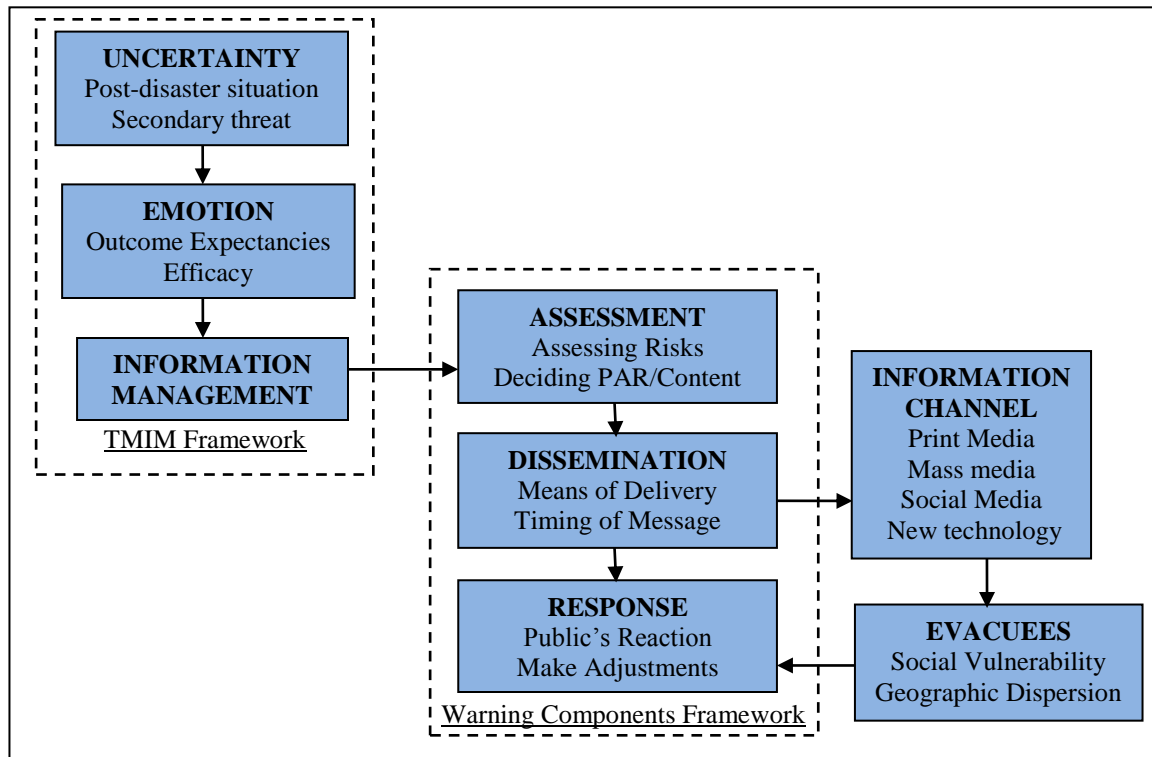 UNCERTAINTY
Post-disaster situation
Secondary threat
EMOTION
Outcome Expectancies
Efficacy
INFORMATION
MANAGEMENT
TMIM Framework
ASSESSMENT
Assessing Risks
Deciding PAR/Content
DISSEMINATION
Means of Delivery
Timing of Message
RESPONSE
Public’s Reaction
Make Adjustments
Warning Components Framework
INFORMATION
CHANNEL
Print Media
Mass media
Social Media
New technology
EVACUEES
Social Vulnerability
Geographic Dispersion